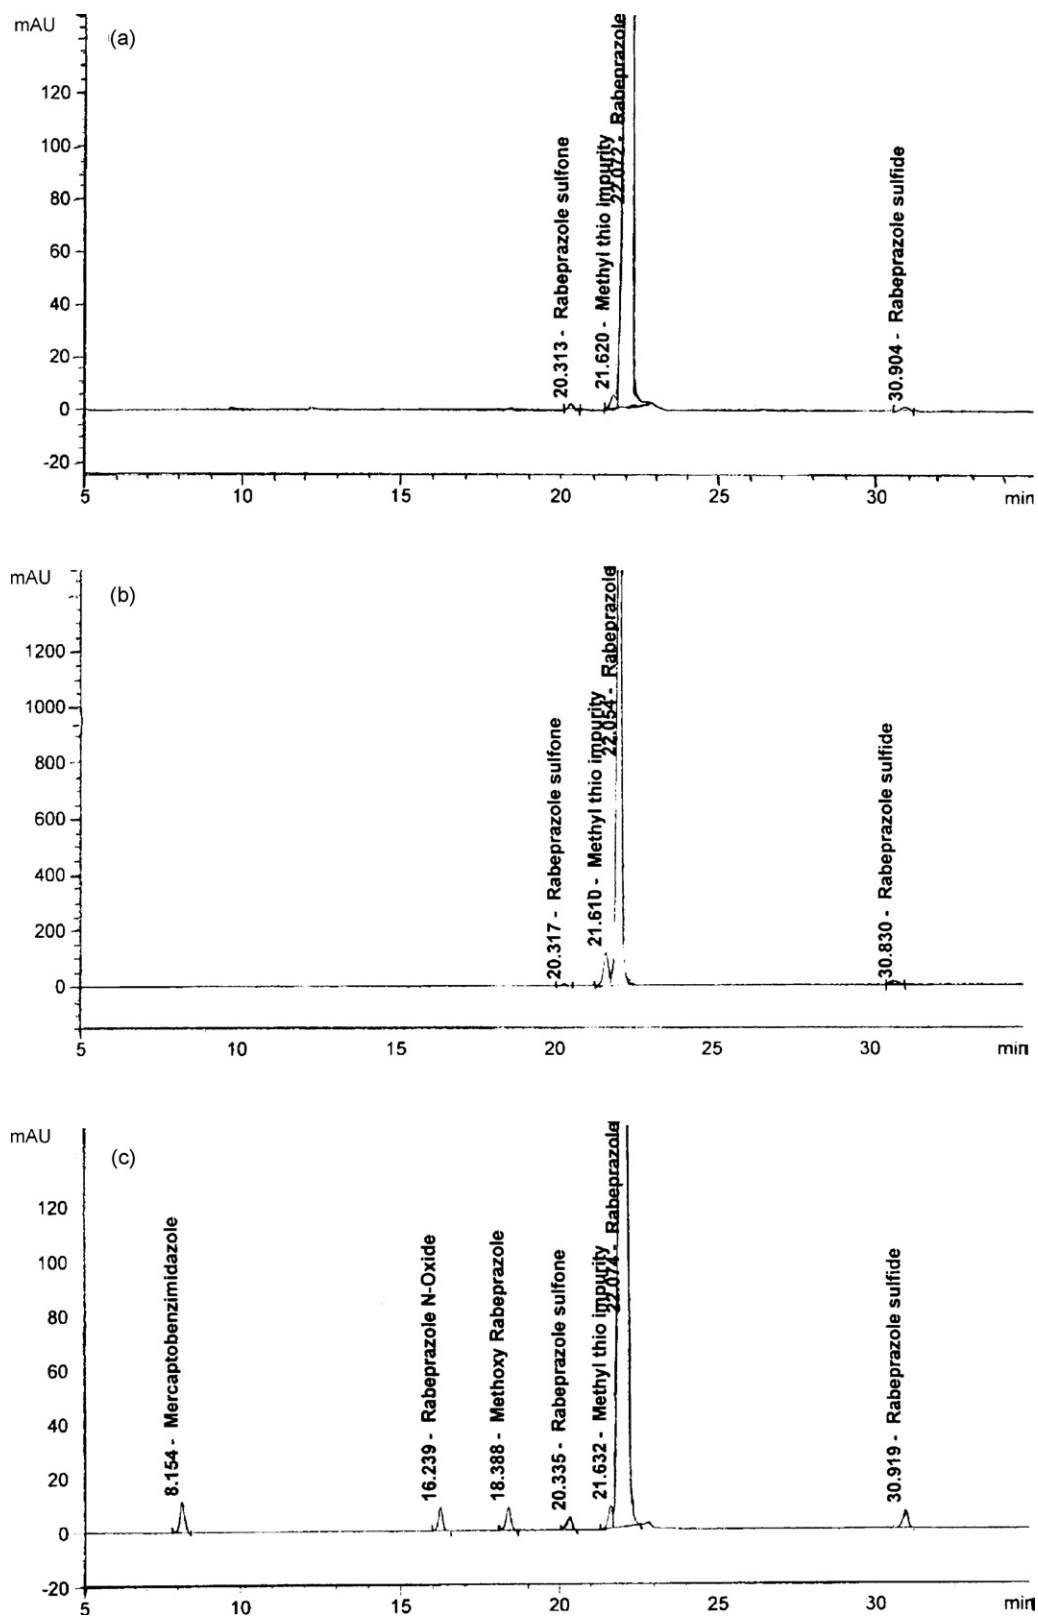 mAU
(a)
120
100
80
60
40
20
0
-20
20.313 - Rabeprazole sulfone
21.620 - Methyl thio impurity
22.072 - Rabeprazole
30.904 - Rabeprazole sulfide
5 10 15 20 25 30 min
mAU
(b)
1200
1000
800
600
400
200
0
20.317 - Rabeprazole sulfone
21.610 - Methyl thio impurity
22.054 - Rabeprazole
30.830 - Rabeprazole sulfide
5 10 15 20 25 30 min
mAU
(c)
120
100
80
60
40
20
0
-20
8.154 - Mercaptobenzimidazole
16.239 - Rabeprazole N-Oxide
18.388 - Methoxy Rabeprazole
20.335 - Rabeprazole sulfone
21.632 - Methyl thio impurity
22.074 - Rabeprazole
30.919 - Rabeprazole sulfide
5 10 15 20 25 30 min